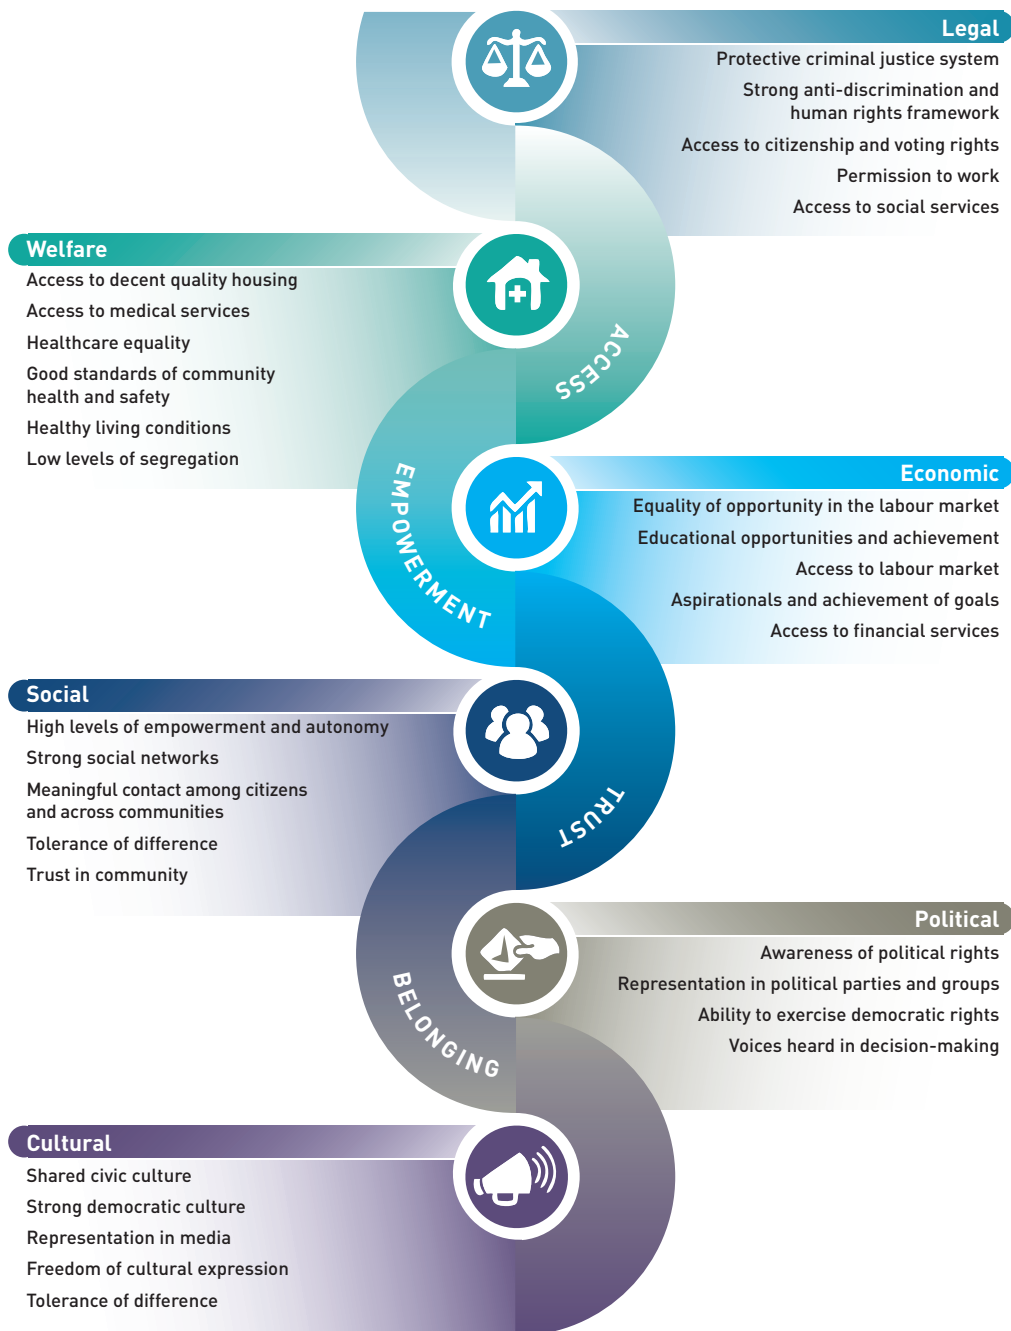 Legal
Protective criminal justice system
Strong anti-discrimination and
human rights framework
Access to citizenship and voting rights
Permission to work
Access to social services
Welfare
Access to decent quality housing
Access to medical services
Healthcare equality
Good standards of community
health and safety
Healthy living conditions
Low levels of segregation
ACCESS
EMPOWERMENT
Economic
Equality of opportunity in the labour market
Educational opportunities and achievement
Access to labour market
Aspirationals and achievement of goals
Access to financial services
Social
High levels of empowerment and autonomy
Strong social networks
Meaningful contact among citizens
and across communities
Tolerance of difference
Trust in community
TRUST
BELONGING
Political
Awareness of political rights
Representation in political parties and groups
Ability to exercise democratic rights
Voices heard in decision-making
Cultural
Shared civic culture
Strong democratic culture
Representation in media
Freedom of cultural expression
Tolerance of difference